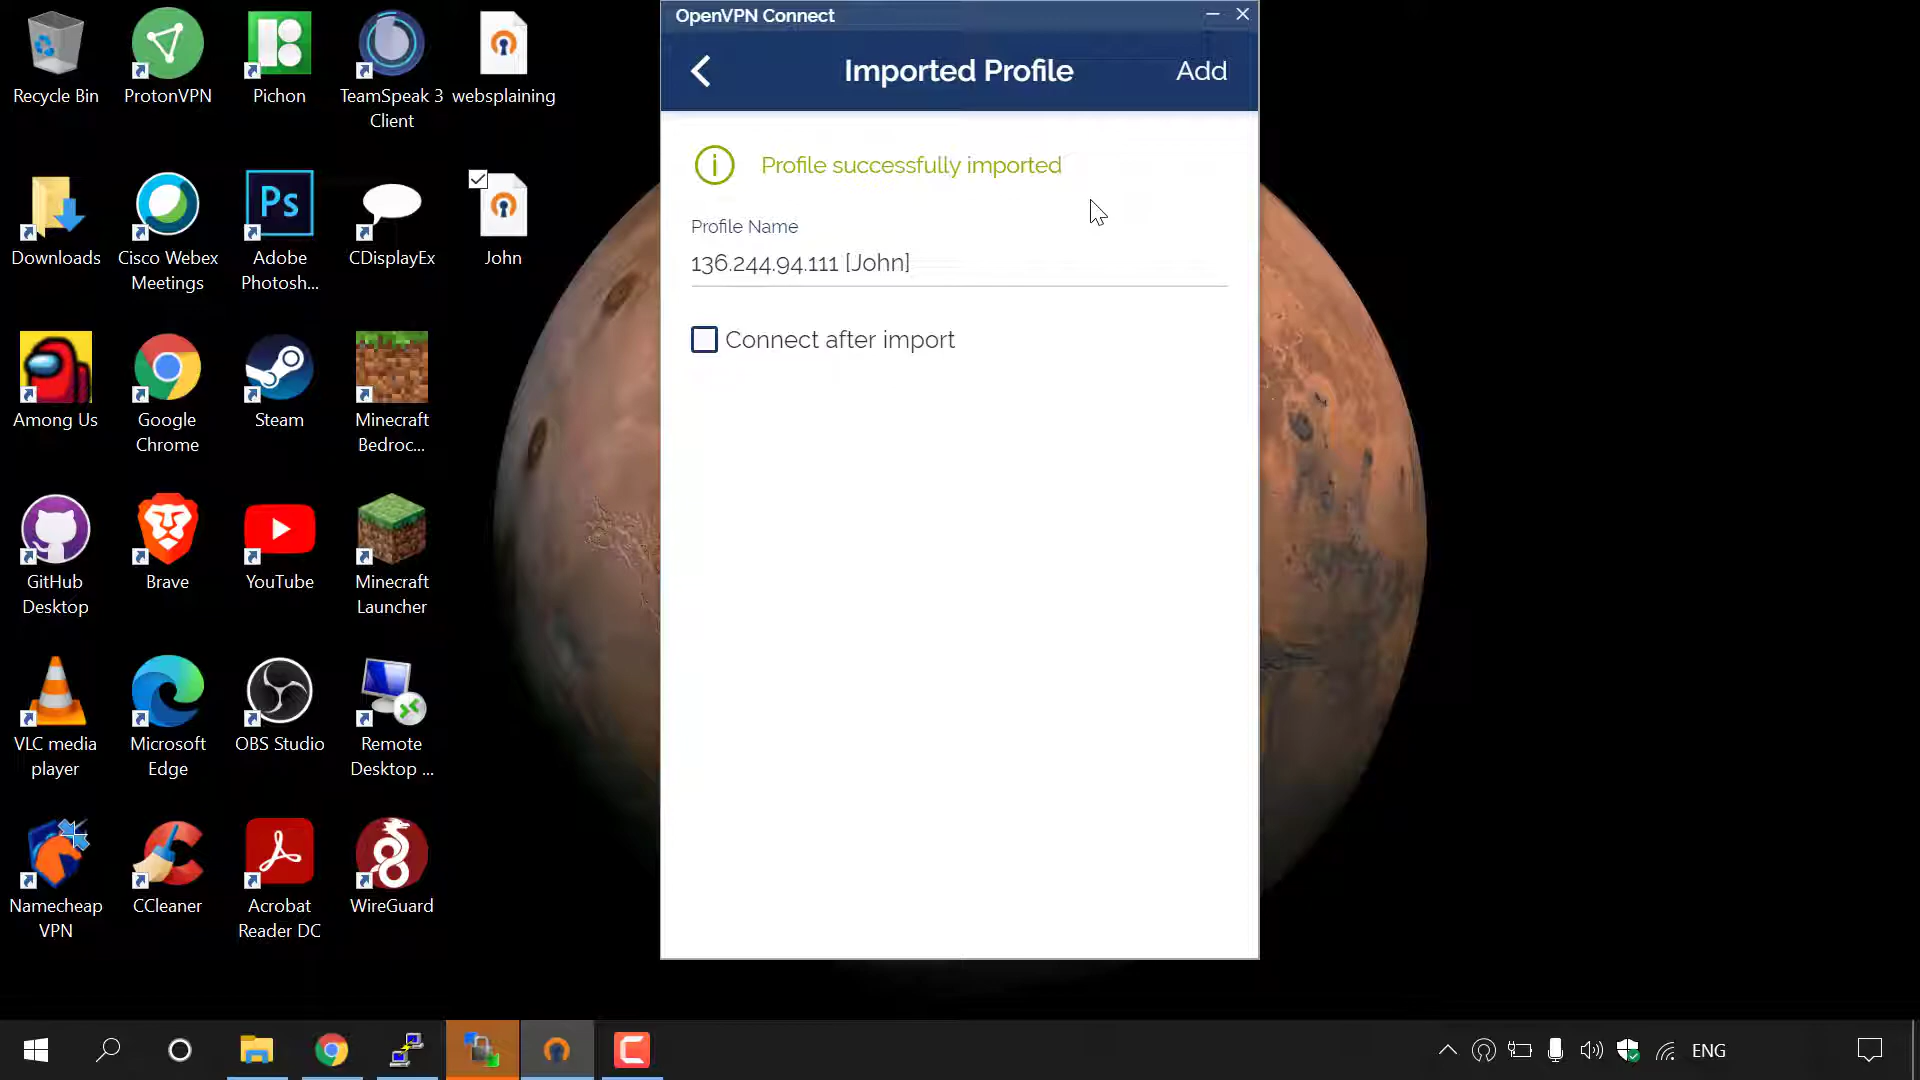 OpenVPN Connect
Imported Profile
Add
Profile successfully imported
Profile Name
136.244.94.111 [John]
Connect after import
Recycle Bin
ProtonVPN
Pichon
TeamSpeak 3
Client
websplaining
Downloads
Cisco Webex
Meetings
Ps
Adobe
Photosh...
CDisplayEx
John
Among Us
Google
Chrome
Steam
Minecraft
Bedroc...
GitHub
Desktop
Brave
YouTube
Minecraft
Launcher
VLC media
player
Microsoft
Edge
OBS Studio
Remote
Desktop ...
Namecheap
VPN
CCleaner
Acrobat
Reader DC
WireGuard
ENG